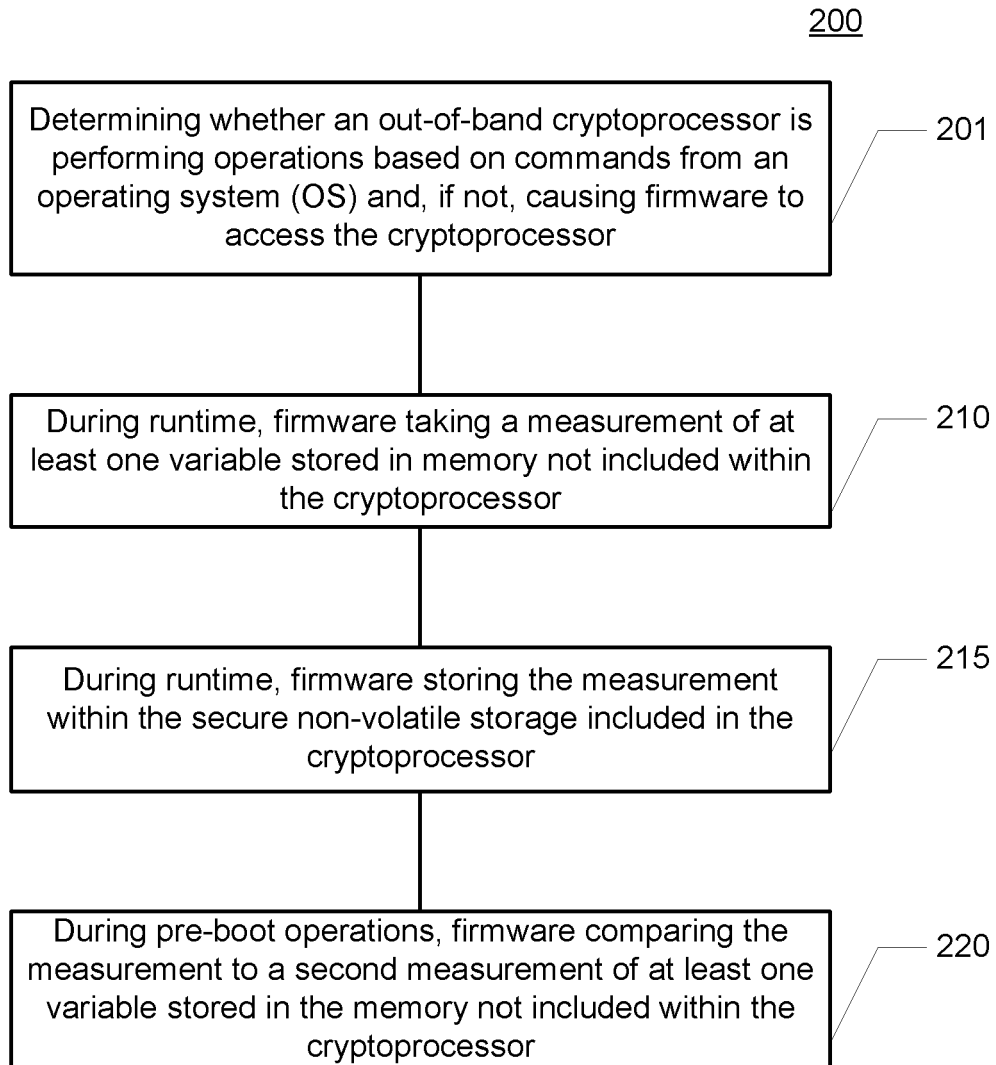 200
Determining whether an out-of-band cryptoprocessor is
performing operations based on commands from an
operating system (OS) and, if not, causing firmware to
access the cryptoprocessor
201
During runtime, firmware taking a measurement of at
least one variable stored in memory not included within
the cryptoprocessor
210
During runtime, firmware storing the measurement
within the secure non-volatile storage included in the
cryptoprocessor
215
During pre-boot operations, firmware comparing the
measurement to a second measurement of at least one
variable stored in the memory not included within the
cryptoprocessor
220